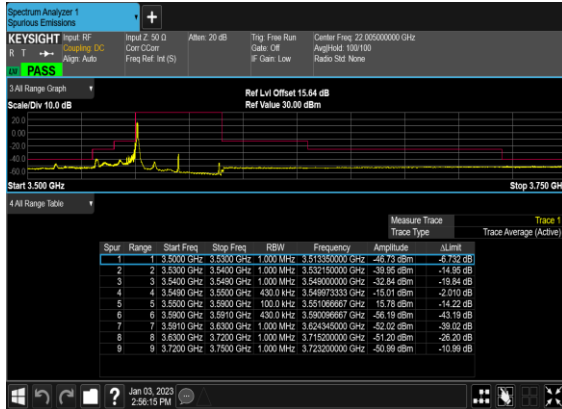 Spectrum Analyzer 1
Spurious Emissions
+
KEYSIGHT Input: RF Input Z: 50 Ω Atten: 20 dB Trig: Free Run Center Freq: 22.005000000 GHz
R T Coupling: DC Corr CCorr Gate: Off Avg|Hold: 100/100
Align: Auto Freq Ref: Int (S) IF Gain: Low Radio Std: None
PASS
3 All Range Graph
Ref Lvl Offset 15.64 dB
Scale/Div 10.0 dB Ref Value 30.00 dBm
20.0
0.00
-20.0
-40.0
-60.0
Start 3.500 GHz Stop 3.750 GH
4 All Range Table
Measure Trace Trace 1
Trace Type Trace Average (Active)
Spur Range Start Freq Stop Freq RBW Frequency Amplitude ΔLimit
1 1 3.5000 GHz 3.5300 GHz 1.000 MHz 3.513350000 GHz -46.73 dBm -6.732 dB
2 2 3.5300 GHz 3.5400 GHz 1.000 MHz 3.532150000 GHz -39.95 dBm -14.95 dB
3 3 3.5400 GHz 3.5490 GHz 1.000 MHz 3.549000000 GHz -32.84 dBm -19.84 dB
4 4 3.5490 GHz 3.5500 GHz 430.0 kHz 3.549973333 GHz -15.01 dBm -2.010 dB
5 5 3.5500 GHz 3.5900 GHz 100.0 kHz 3.551066667 GHz 15.78 dBm -14.22 dB
6 6 3.5900 GHz 3.5910 GHz 430.0 kHz 3.590096667 GHz -56.19 dBm -43.19 dB
7 7 3.5910 GHz 3.6300 GHz 1.000 MHz 3.624345000 GHz -52.02 dBm -39.02 dB
8 8 3.6300 GHz 3.7200 GHz 1.000 MHz 3.715200000 GHz -51.20 dBm -26.20 dB
9 9 3.7200 GHz 3.7500 GHz 1.000 MHz 3.723200000 GHz -50.99 dBm -10.99 dB
? Jan 03, 2023
2:56:15 PM